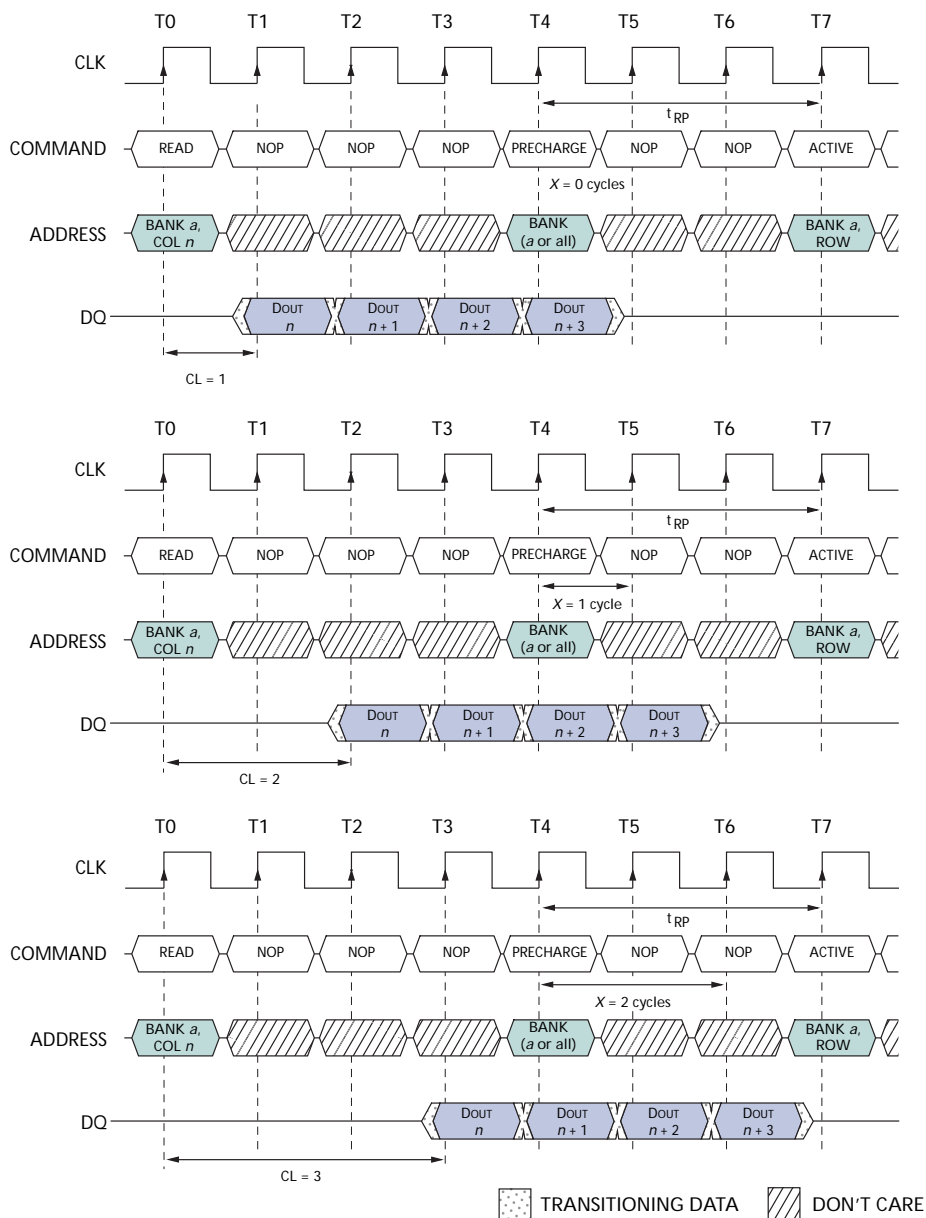 T0 T1 T2 T3 T4 T5 T6 T7
CLK
tRP
COMMAND READ NOP NOP NOP PRECHARGE NOP NOP ACTIVE
X = 0 cycles
ADDRESS BANK a, COL n BANK (a or all) BANK a, ROW
DQ DOUT n DOUT n + 1 DOUT n + 2 DOUT n + 3
CL = 1
T0 T1 T2 T3 T4 T5 T6 T7
CLK
tRP
COMMAND READ NOP NOP NOP PRECHARGE NOP NOP ACTIVE
X = 1 cycle
ADDRESS BANK a, COL n BANK (a or all) BANK a, ROW
DQ DOUT n DOUT n + 1 DOUT n + 2 DOUT n + 3
CL = 2
T0 T1 T2 T3 T4 T5 T6 T7
CLK
tRP
COMMAND READ NOP NOP NOP PRECHARGE NOP NOP ACTIVE
X = 2 cycles
ADDRESS BANK a, COL n BANK (a or all) BANK a, ROW
DQ DOUT n DOUT n + 1 DOUT n + 2 DOUT n + 3
CL = 3
TRANSITIONING DATA DON'T CARE